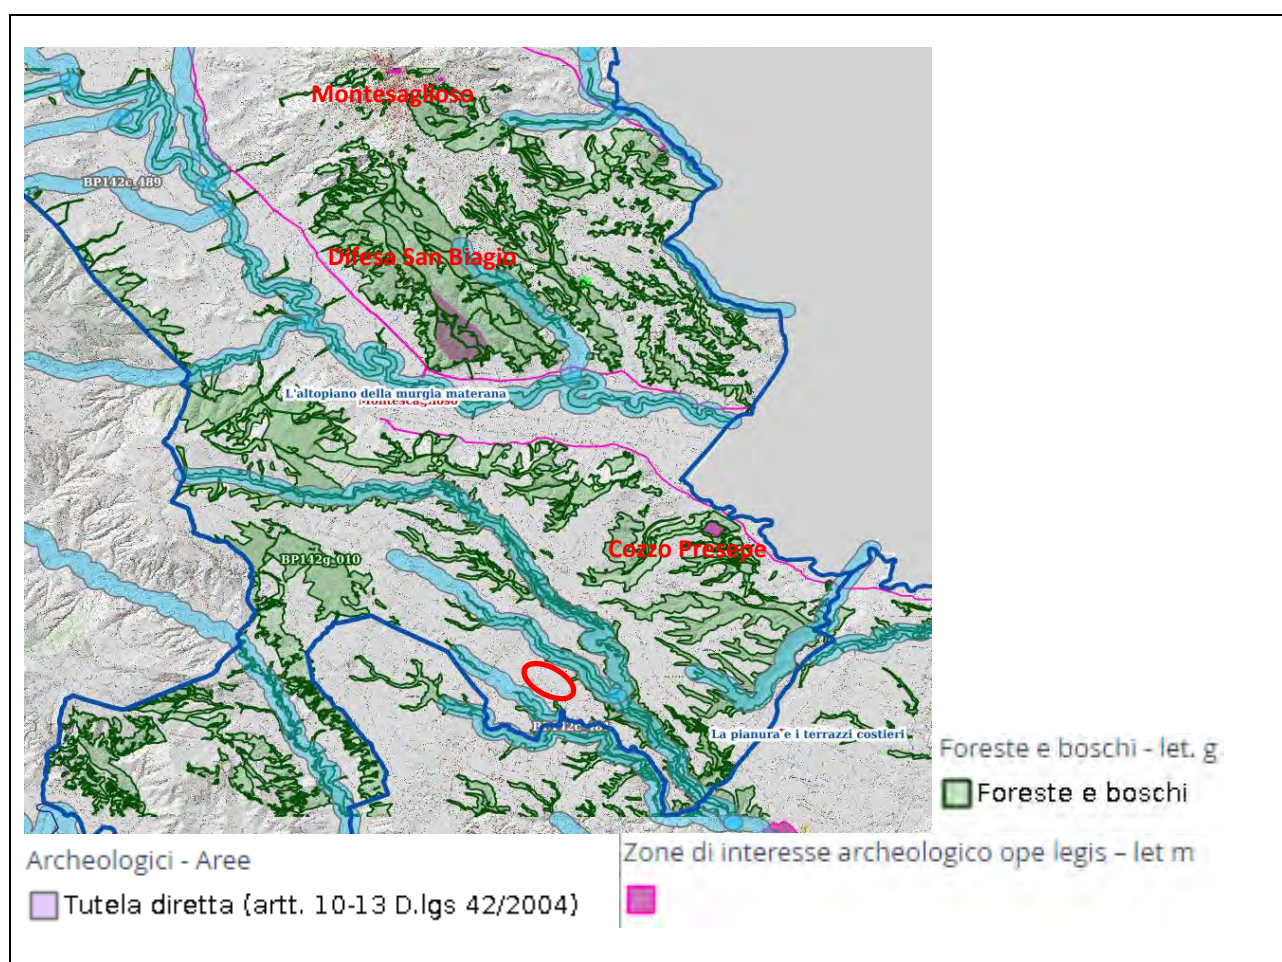 Montesaglioso
BP142c_489
Difesa San Biagio
L'altopiano della murgia materana
Montescaglioso
Cozzo Presepe
BP142g_010
La pianura e i terrazzi costieri
Foreste e boschi - let. g
Foreste e boschi
Archeologici - Aree
Tutela diretta (artt. 10-13 D.lgs 42/2004)
Zone di interesse archeologico ope legis – let m